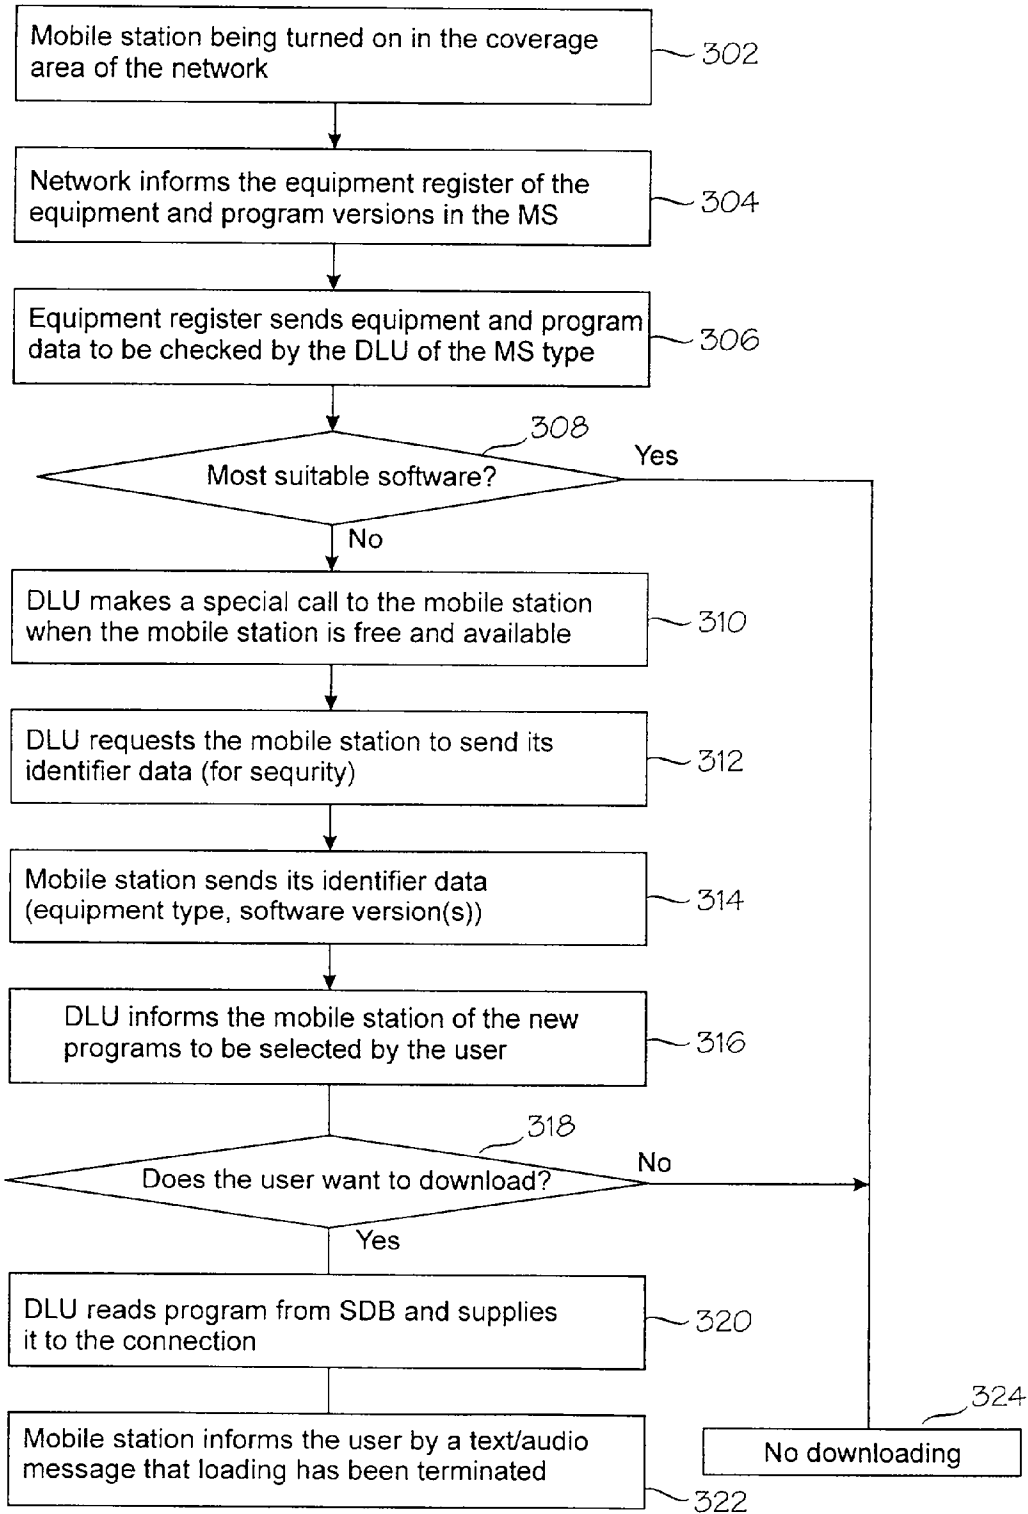 Mobile station being turned on in the coverage
area of the network
302
Network informs the equipment register of the
equipment and program versions in the MS
304
Equipment register sends equipment and program
data to be checked by the DLU of the MS type
306
308
Most suitable software?
Yes
No
DLU makes a special call to the mobile station
when the mobile station is free and available
310
DLU requests the mobile station to send its
identifier data (for sequrity)
312
Mobile station sends its identifier data
(equipment type, software version(s))
314
DLU informs the mobile station of the new
programs to be selected by the user
316
318
Does the user want to download?
No
Yes
DLU reads program from SDB and supplies
it to the connection
320
Mobile station informs the user by a text/audio
message that loading has been terminated
322
324
No downloading